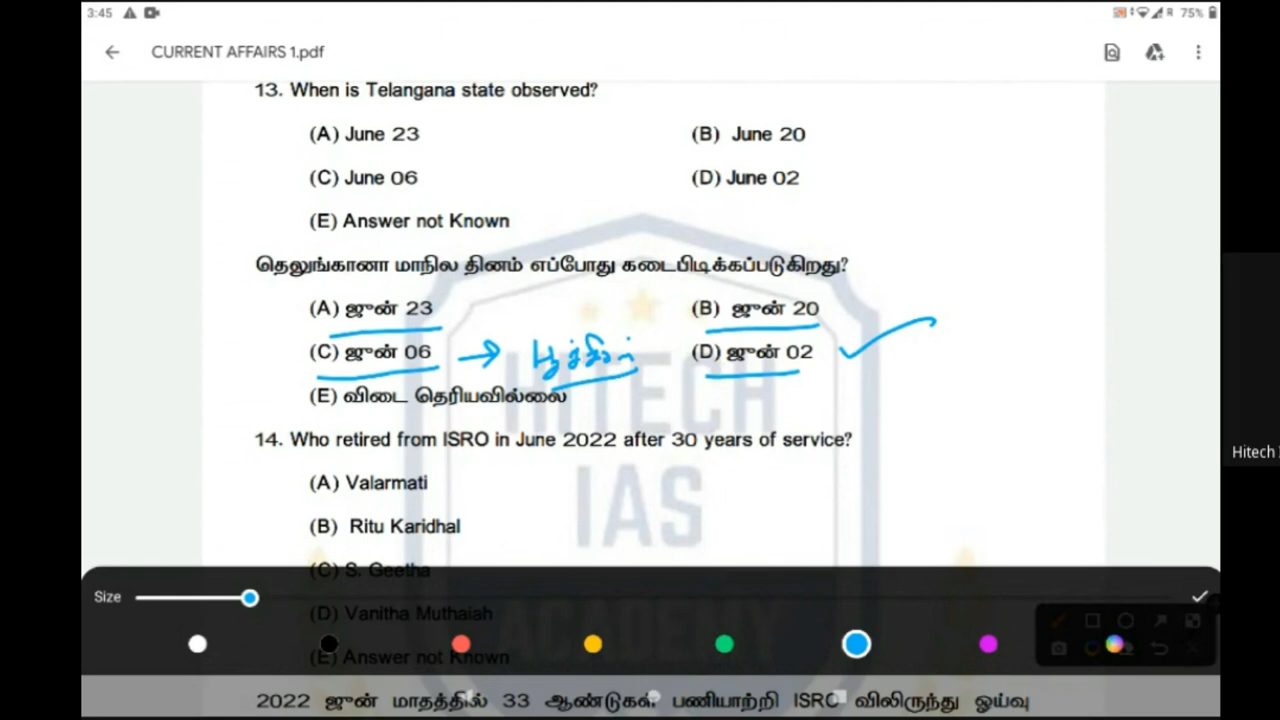 3:45 75%
CURRENT AFFAIRS 1.pdf
13. When is Telangana state observed?
(A) June 23 (B) June 20
(C) June 06 (D) June 02
(E) Answer not Known
தெலுங்கானா மாநில தினம் எப்போது கடைபிடிக்கப்படுகிறது?
(A) ஜுன் 23 (B) ஜுன் 20
(C) ஜுன் 06 (D) ஜுன் 02
(E) விடை தெரியவில்லை
14. Who retired from ISRO in June 2022 after 30 years of service?
(A) Valarmati
(B) Ritu Karidhal
(C) S. Geetha
(D) Vanitha Muthaiah
(E) Answer not Known
2022 ஜுன் மாதத்தில் 33 ஆண்டுகள் பணியாற்றி ISRO விலிருந்து ஓய்வு
Size
HITECH
IAS
ACADEMY
Hitech